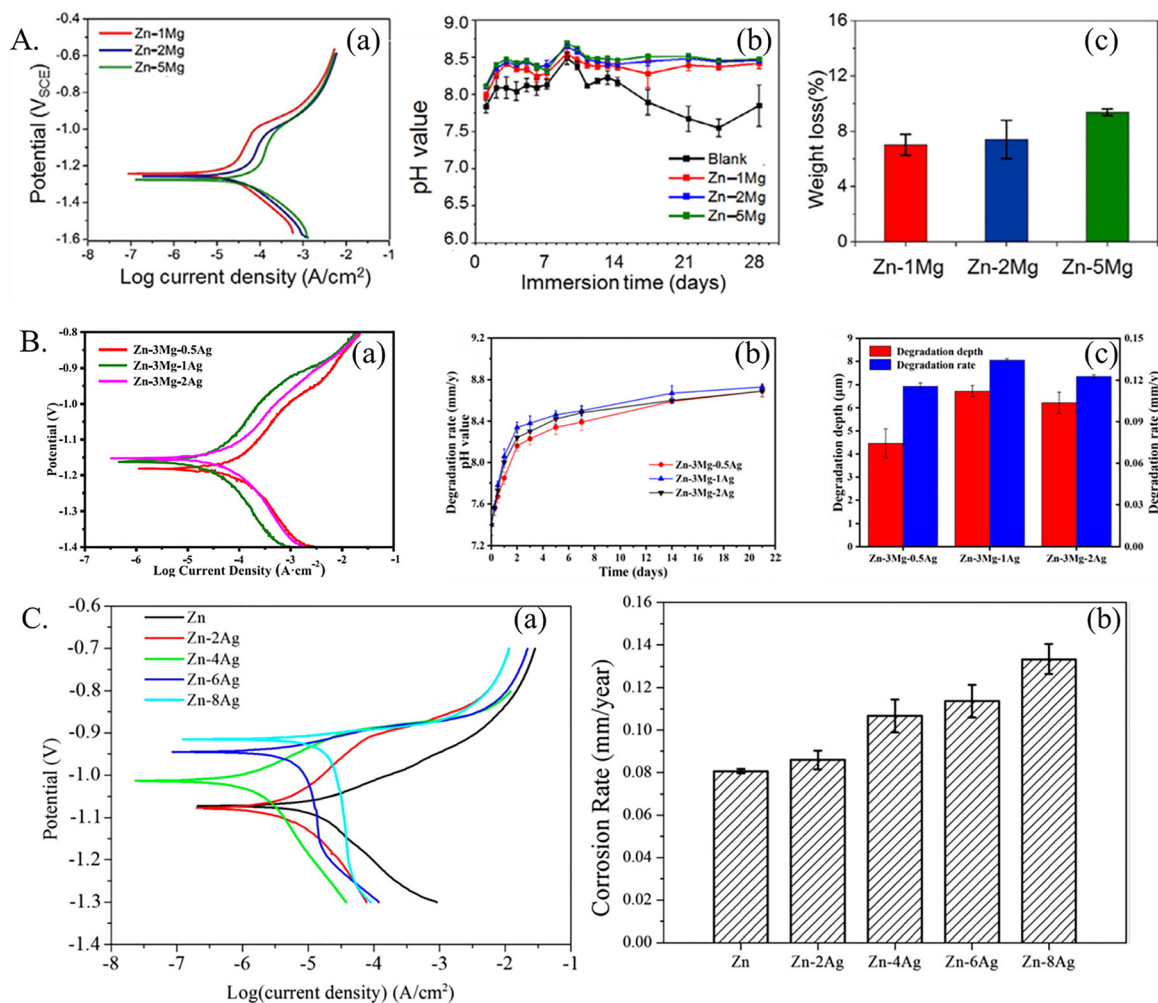 A.
(a)
Zn−1Mg
Zn−2Mg
Zn−5Mg
Potential (VSCE)
-0.4
-0.6
-0.8
-1.0
-1.2
-1.4
-1.6
-8 -7 -6 -5 -4 -3 -2 -1
Log current density (A/cm²)
(b)
pH value
9.0
8.5
8.0
7.5
7.0
6.5
6.0
Blank
Zn−1Mg
Zn−2Mg
Zn−5Mg
0 7 14 21 28
Immersion time (days)
(c)
Weight loss(%)
16
12
8
4
0
Zn-1Mg Zn-2Mg Zn-5Mg
B.
(a)
Zn-3Mg-0.5Ag
Zn-3Mg-1Ag
Zn-3Mg-2Ag
Potential (V)
-0.8
-0.9
-1.0
-1.1
-1.2
-1.3
-1.4
-7 -6 -5 -4 -3 -2 -1
Log Current Density (A·cm⁻²)
(b)
Degradation rate (mm/y)
pH value
9.2
8.8
8.4
8.0
7.6
7.2
Zn-3Mg-0.5Ag
Zn-3Mg-1Ag
Zn-3Mg-2Ag
0 2 4 6 8 10 12 14 16 18 20 22
Time (days)
(c)
Degradation depth
Degradation rate
Degradation depth (μm)
9
8
7
6
5
4
3
2
1
0
Degradation rate (mm/y)
0.15
0.12
0.09
0.06
0.03
0.00
Zn-3Mg-0.5Ag Zn-3Mg-1Ag Zn-3Mg-2Ag
C.
(a)
Zn
Zn-2Ag
Zn-4Ag
Zn-6Ag
Zn-8Ag
Potential (V)
-0.6
-0.7
-0.8
-0.9
-1.0
-1.1
-1.2
-1.3
-1.4
-8 -7 -6 -5 -4 -3 -2 -1
Log(current density) (A/cm²)
(b)
Corrosion Rate (mm/year)
0.16
0.14
0.12
0.10
0.08
0.06
0.04
0.02
0.00
Zn Zn-2Ag Zn-4Ag Zn-6Ag Zn-8Ag